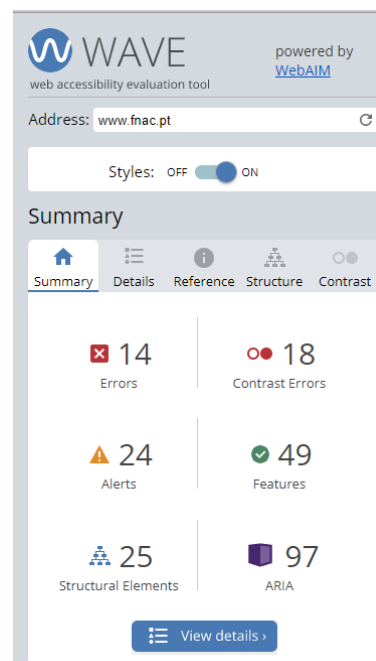 WAVE
web accessibility evaluation tool
powered by
WebAIM
Address: www.fnac.pt
Styles: OFF ON
Summary
Summary Details Reference Structure Contrast
14 18
Errors Contrast Errors
24 49
Alerts Features
25 97
Structural Elements ARIA
View details ›